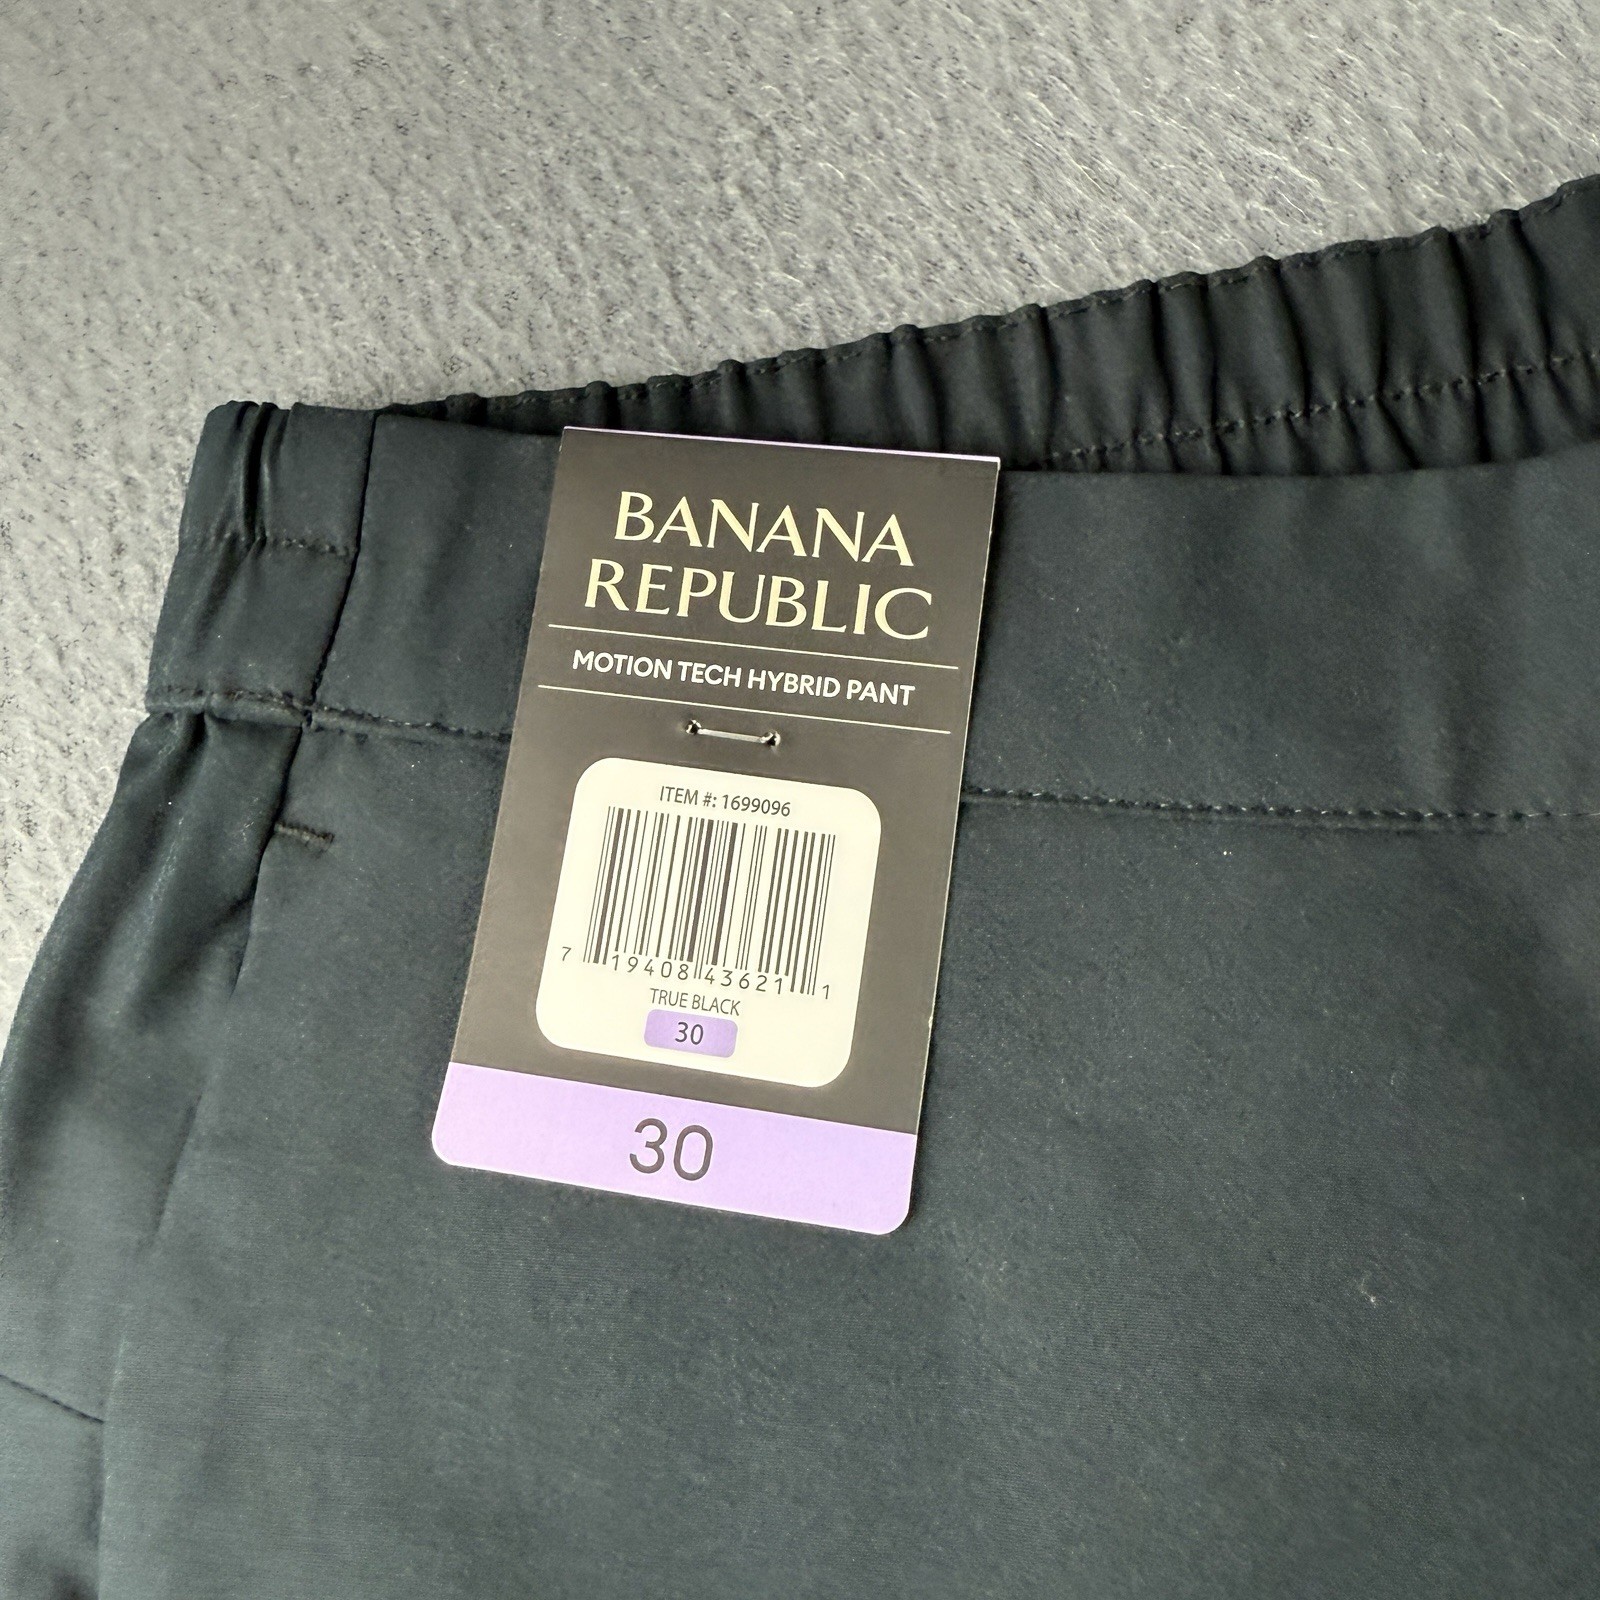 BANANA
REPUBLIC
MOTION TECH HYBRID PANT
ITEM #: 1699096
7 19408 43621 1
TRUE BLACK
30
30